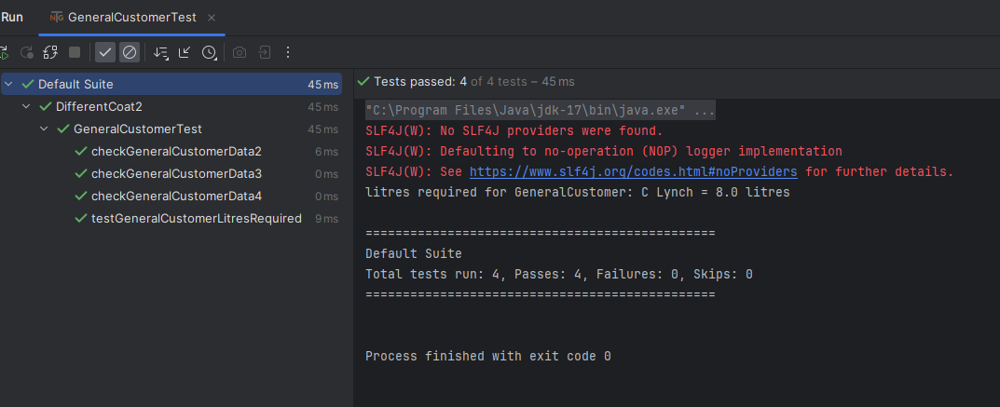 Run
GeneralCustomerTest
Default Suite 45 ms
DifferentCoat2 45 ms
GeneralCustomerTest 45 ms
checkGeneralCustomerData2 6 ms
checkGeneralCustomerData3 0 ms
checkGeneralCustomerData4 0 ms
testGeneralCustomerLitresRequired 9 ms
Tests passed: 4 of 4 tests – 45 ms
"C:\Program Files\Java\jdk-17\bin\java.exe" ...
SLF4J(W): No SLF4J providers were found.
SLF4J(W): Defaulting to no-operation (NOP) logger implementation
SLF4J(W): See https://www.slf4j.org/codes.html#noProviders for further details.
litres required for GeneralCustomer: C Lynch = 8.0 litres
===============================================
Default Suite
Total tests run: 4, Passes: 4, Failures: 0, Skips: 0
===============================================
Process finished with exit code 0